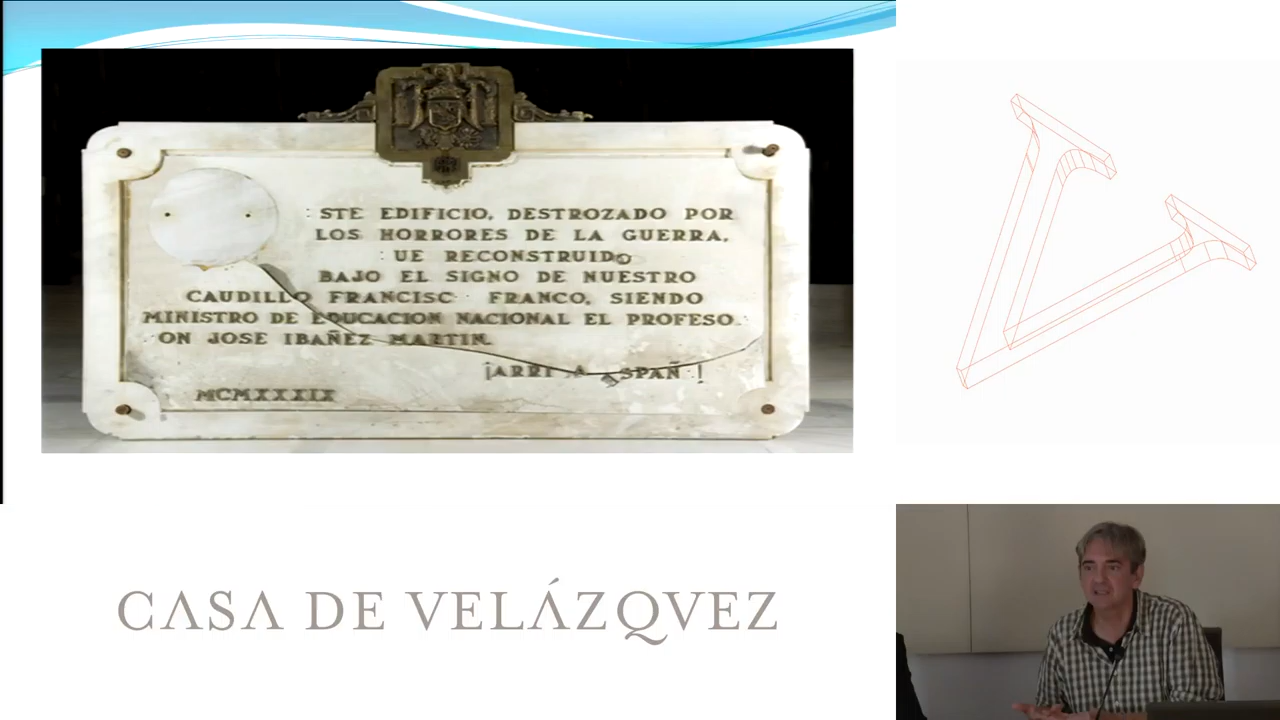 STE EDIFICIO, DESTROZADO POR
LOS HORRORES DE LA GUERRA,
UE RECONSTRUIDO
BAJO EL SIGNO DE NUESTRO
CAUDILLO FRANCISC FRANCO, SIENDO
MINISTRO DE EDUCACION NACIONAL EL PROFESO
ON JOSE IBAÑEZ MARTIN.
¡ARRI A SPAÑ !
MCMXXXIX
CASA DE VELÁZQVEZ